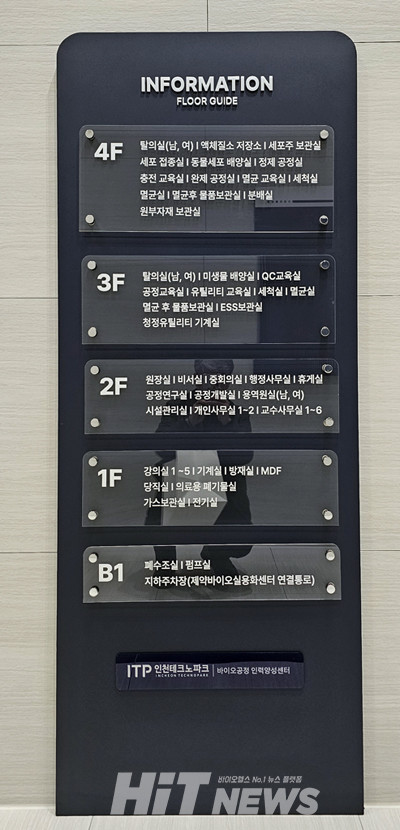 INFORMATION
FLOOR GUIDE
4F
탈의실(남, 여) I 액체질소 저장소 I 세포주 보관실
세포 접종실 I 동물세포 배양실 I 정제 공정실
충전 교육실 I 완제 공정실 I 멸균 교육실 I 세척실
멸균실 I 멸균후 물품보관실 I 분배실
원부자재 보관실
3F
탈의실(남, 여) I 미생물 배양실 I QC교육실
공정교육실 I 유틸리티 교육실 I 세척실 I 멸균실
멸균 후 물품보관실 I ESS보관실
청정유틸리티 기계실
2F
원장실 I 비서실 I 중회의실 I 행정사무실 I 휴게실
공정연구실 I 공정개발실 I 용역원실(남, 여)
시설관리실 I 개인사무실 1~2 I 교수사무실 1~6
1F
강의실 1 ~5 I 기계실 I 방재실 I MDF
당직실 I 의료용 폐기물실
가스보관실 I 전기실
B1
폐수조실 I 펌프실
지하주차장(제약바이오실용화센터 연결통로)
ITP 인천테크노파크 | 바이오공정 인력양성센터
INCHEON TECHNOPARK
바이오헬스 No.1 뉴스 플랫폼
HiT NEWS